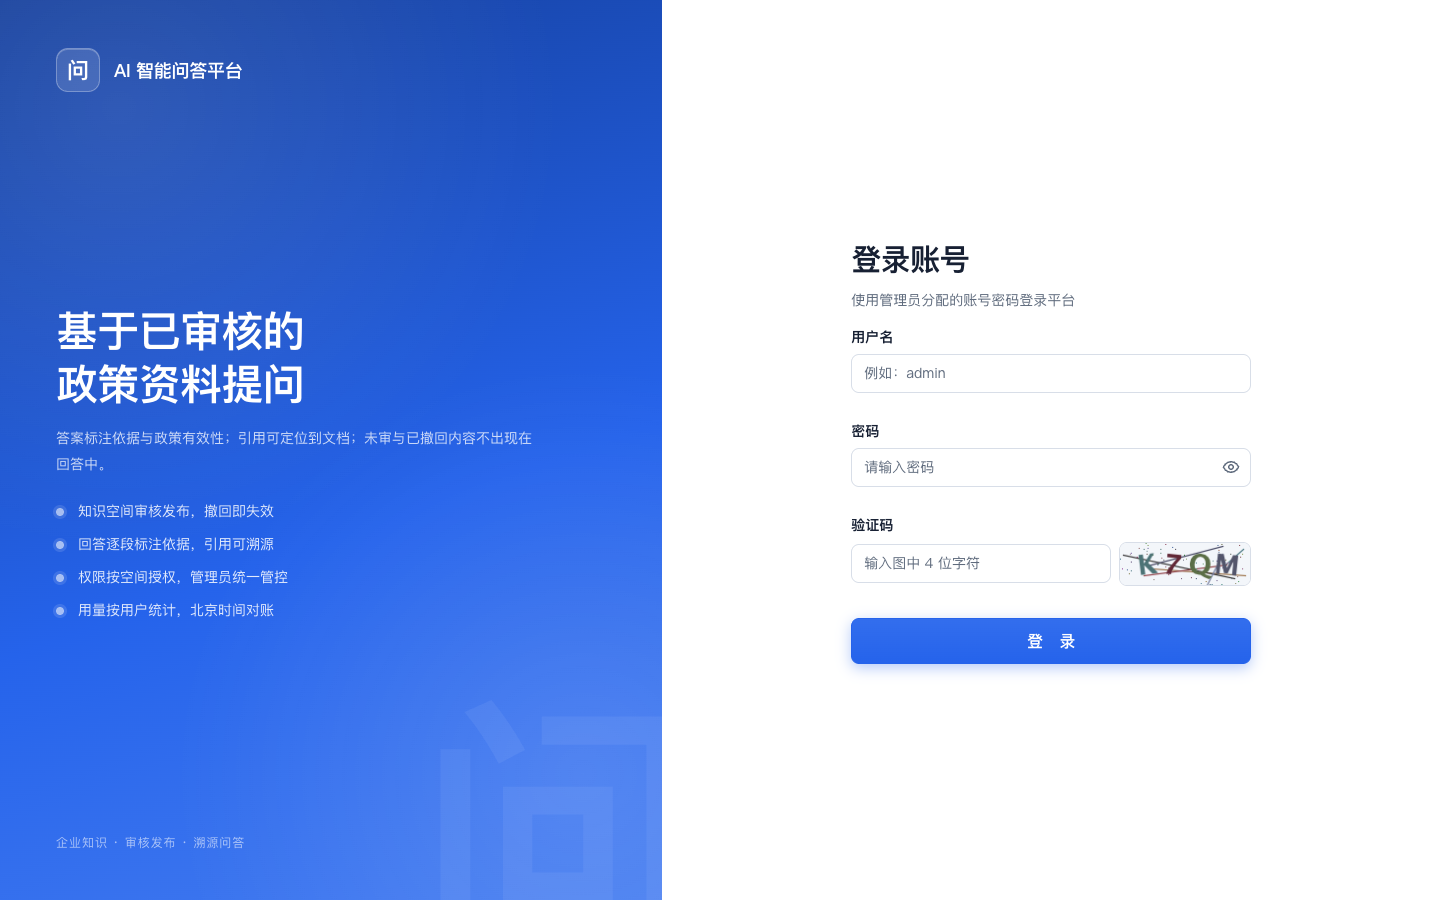 问
AI 智能问答平台
基于已审核的
政策资料提问
答案标注依据与政策有效性；引用可定位到文档；未审与已撤回内容不出现在
回答中。
知识空间审核发布，撤回即失效
回答逐段标注依据，引用可溯源
权限按空间授权，管理员统一管控
用量按用户统计，北京时间对账
问
企业知识 · 审核发布 · 溯源问答
登录账号
使用管理员分配的账号密码登录平台
用户名
例如：admin
密码
请输入密码
验证码
输入图中 4 位字符
K7QM
登 录